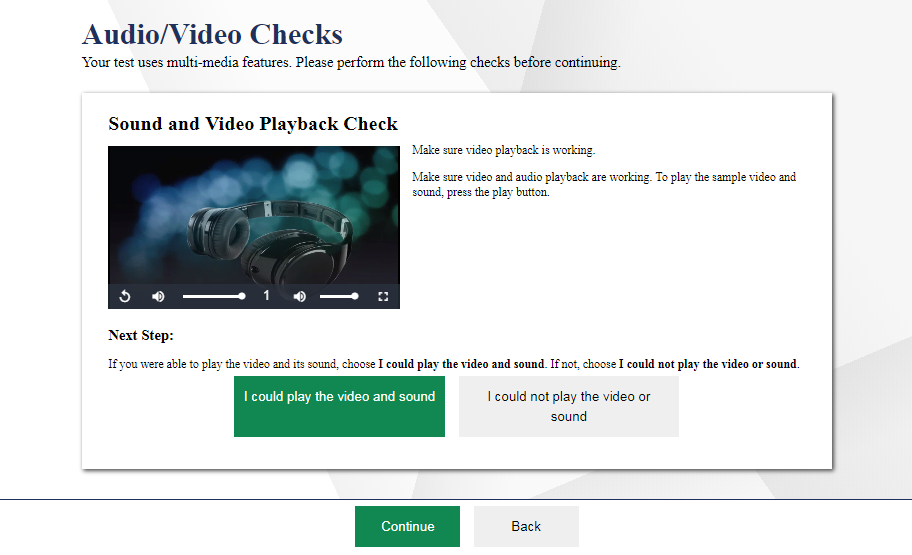 Audio/Video Checks
Your test uses multi-media features. Please perform the following checks before continuing.
Sound and Video Playback Check
Make sure video playback is working.
Make sure video and audio playback are working. To play the sample video and
sound, press the play button.
1
Next Step:
If you were able to play the video and its sound, choose I could play the video and sound. If not, choose I could not play the video or sound.
I could play the video and sound
I could not play the video or
sound
Continue
Back